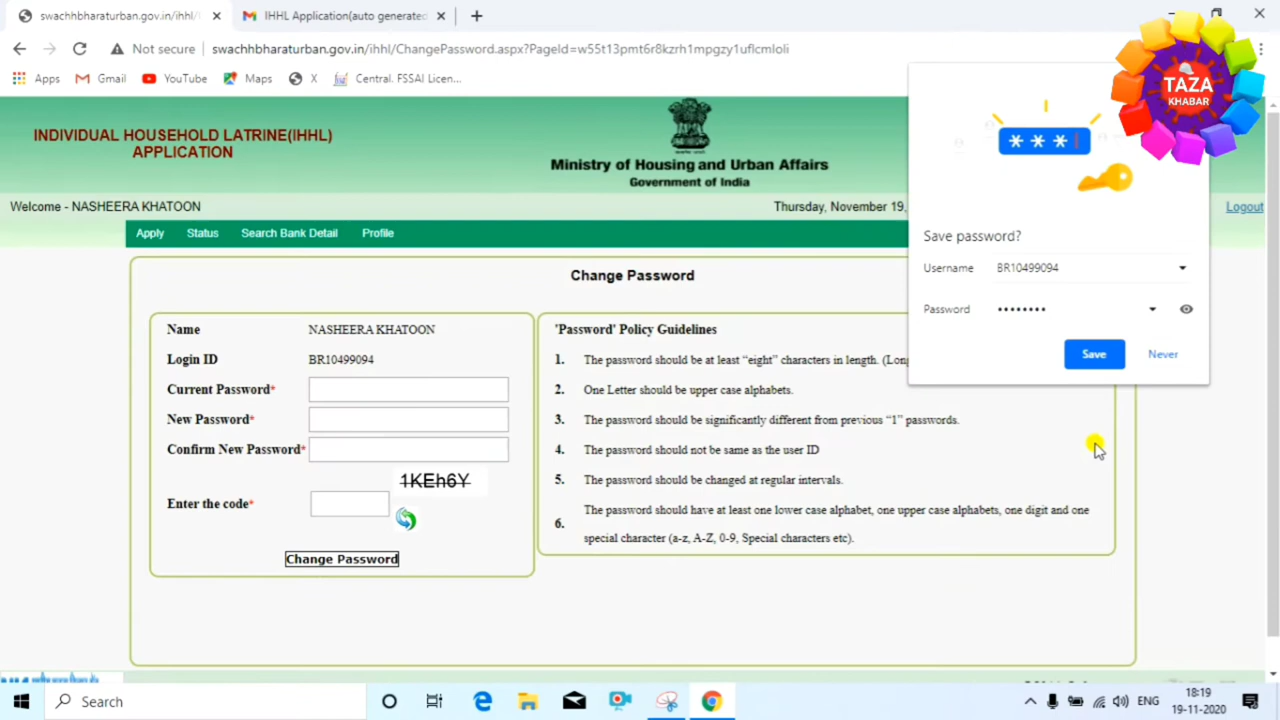 swachhbharaturban.gov.in/ihhl/
IHHL Application(auto generated
Not secure
swachhbharaturban.gov.in/ihhl/ChangePassword.aspx?PageId=w55t13pmt6r8kzrh1mpgzy1uflcmloli
Apps
Gmail
YouTube
Maps
X
Central. FSSAI Licen...
TAZA
KHABAR
INDIVIDUAL HOUSEHOLD LATRINE(IHHL)
APPLICATION
Ministry of Housing and Urban Affairs
Government of India
Welcome - NASHEERA KHATOON
Thursday, November 19,
Logout
Apply
Status
Search Bank Detail
Profile
* * *
Save password?
Username
BR10499094
Password
••••••••
Save
Never
Change Password
Name
NASHEERA KHATOON
Login ID
BR10499094
Current Password*
New Password*
Confirm New Password*
1KEh6Y
Enter the code*
Change Password
'Password' Policy Guidelines
1. The password should be at least “eight” characters in length. (Lon
2. One Letter should be upper case alphabets.
3. The password should be significantly different from previous “1” passwords.
4. The password should not be same as the user ID
5. The password should be changed at regular intervals.
6. The password should have at least one lower case alphabet, one upper case alphabets, one digit and one
special character (a-z, A-Z, 0-9, Special characters etc).
Search
ENG
18:19
19-11-2020